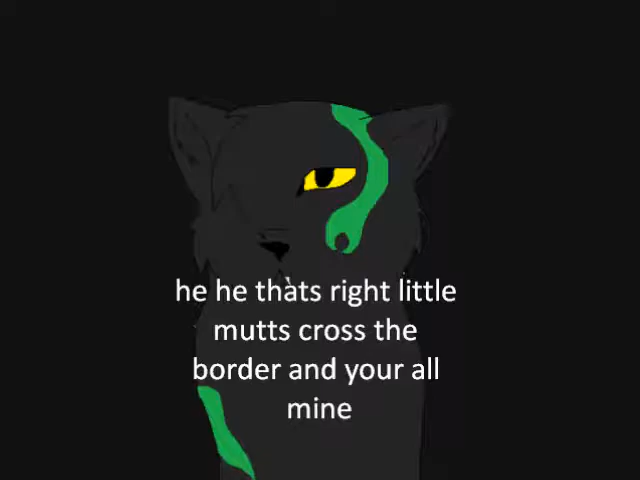 he he thats right little
mutts cross the
border and your all
mine